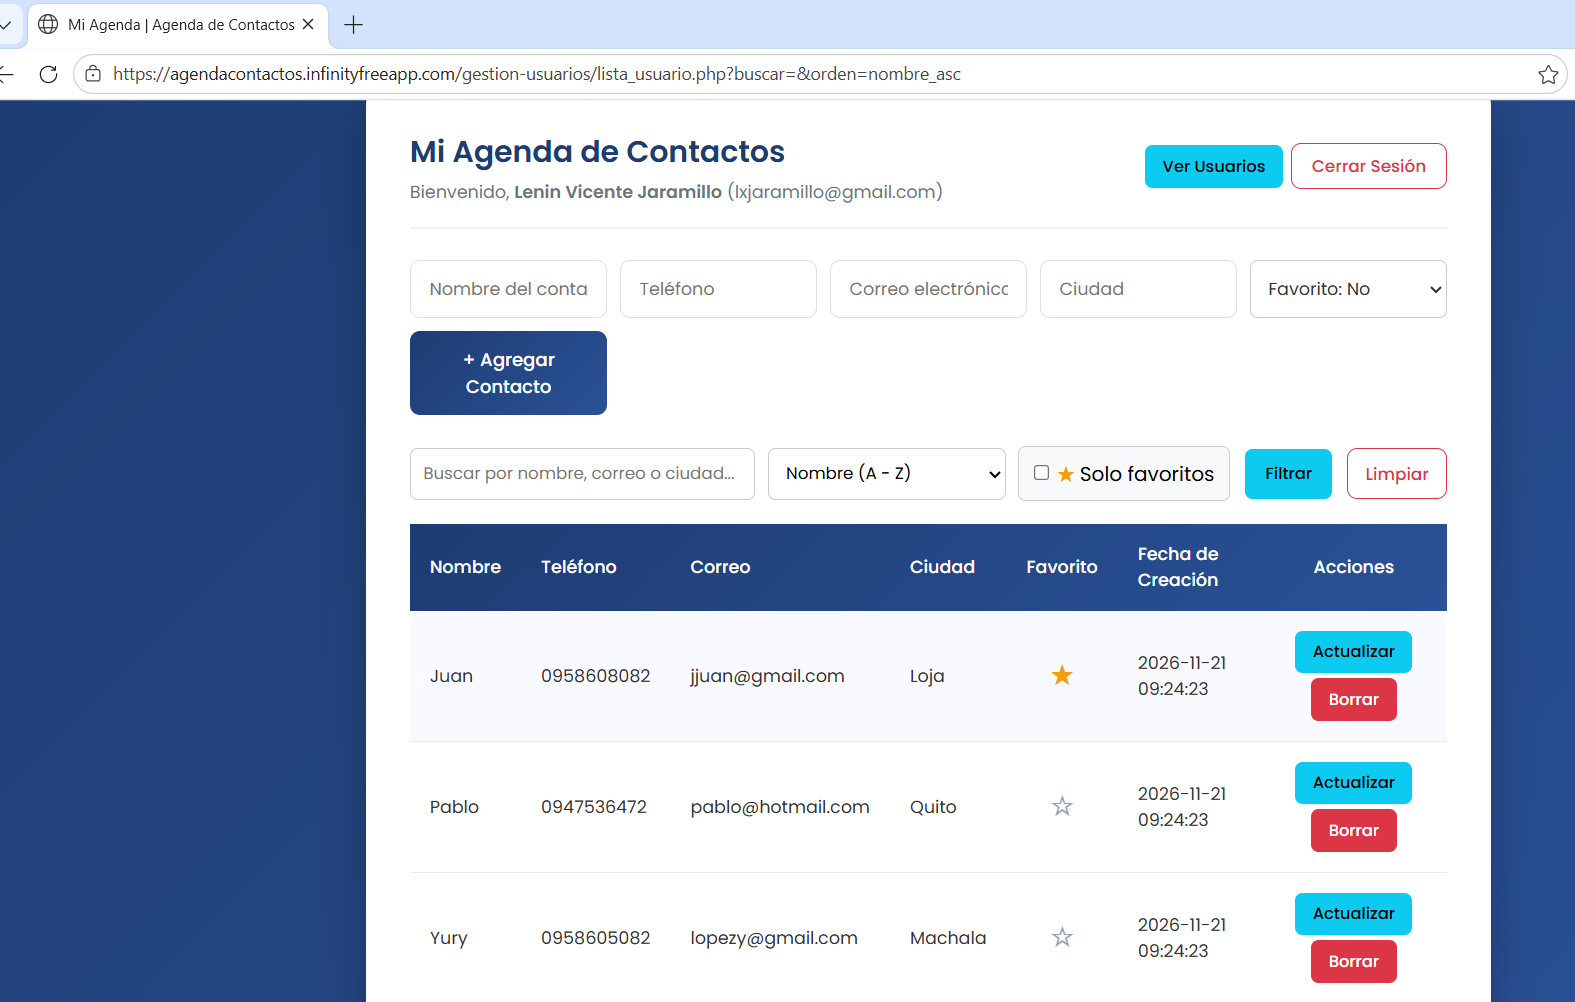 Mi Agenda | Agenda de Contactos
https://agendacontactos.infinityfreeapp.com/gestion-usuarios/lista_usuario.php?buscar=&orden=nombre_asc
Mi Agenda de Contactos
Bienvenido, Lenin Vicente Jaramillo (lxjaramillo@gmail.com)
Ver Usuarios
Cerrar Sesión
Nombre del conta
Teléfono
Correo electrónic
Ciudad
Favorito: No
+ Agregar
Contacto
Buscar por nombre, correo o ciudad...
Nombre (A - Z)
Solo favoritos
Filtrar
Limpiar
Nombre Teléfono Correo Ciudad Favorito Fecha de Creación Acciones
Juan 0958608082 jjuan@gmail.com Loja 2026-11-21 09:24:23 Actualizar Borrar
Pablo 0947536472 pablo@hotmail.com Quito 2026-11-21 09:24:23 Actualizar Borrar
Yury 0958605082 lopezy@gmail.com Machala 2026-11-21 09:24:23 Actualizar Borrar